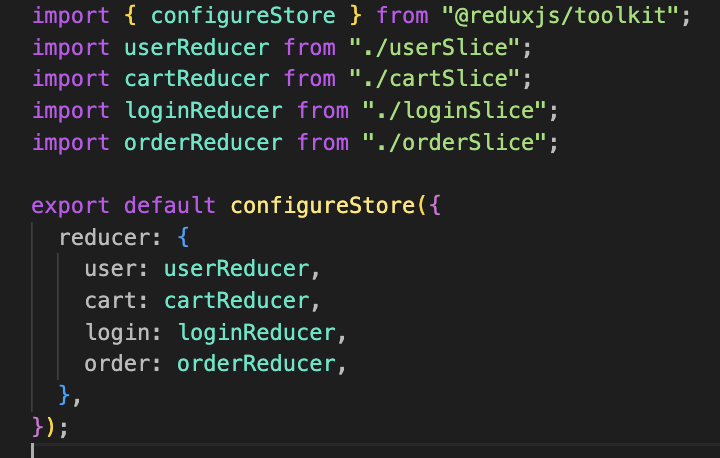 import { configureStore } from "@reduxjs/toolkit";
import userReducer from "./userSlice";
import cartReducer from "./cartSlice";
import loginReducer from "./loginSlice";
import orderReducer from "./orderSlice";

export default configureStore({
  reducer: {
    user: userReducer,
    cart: cartReducer,
    login: loginReducer,
    order: orderReducer,
  },
});